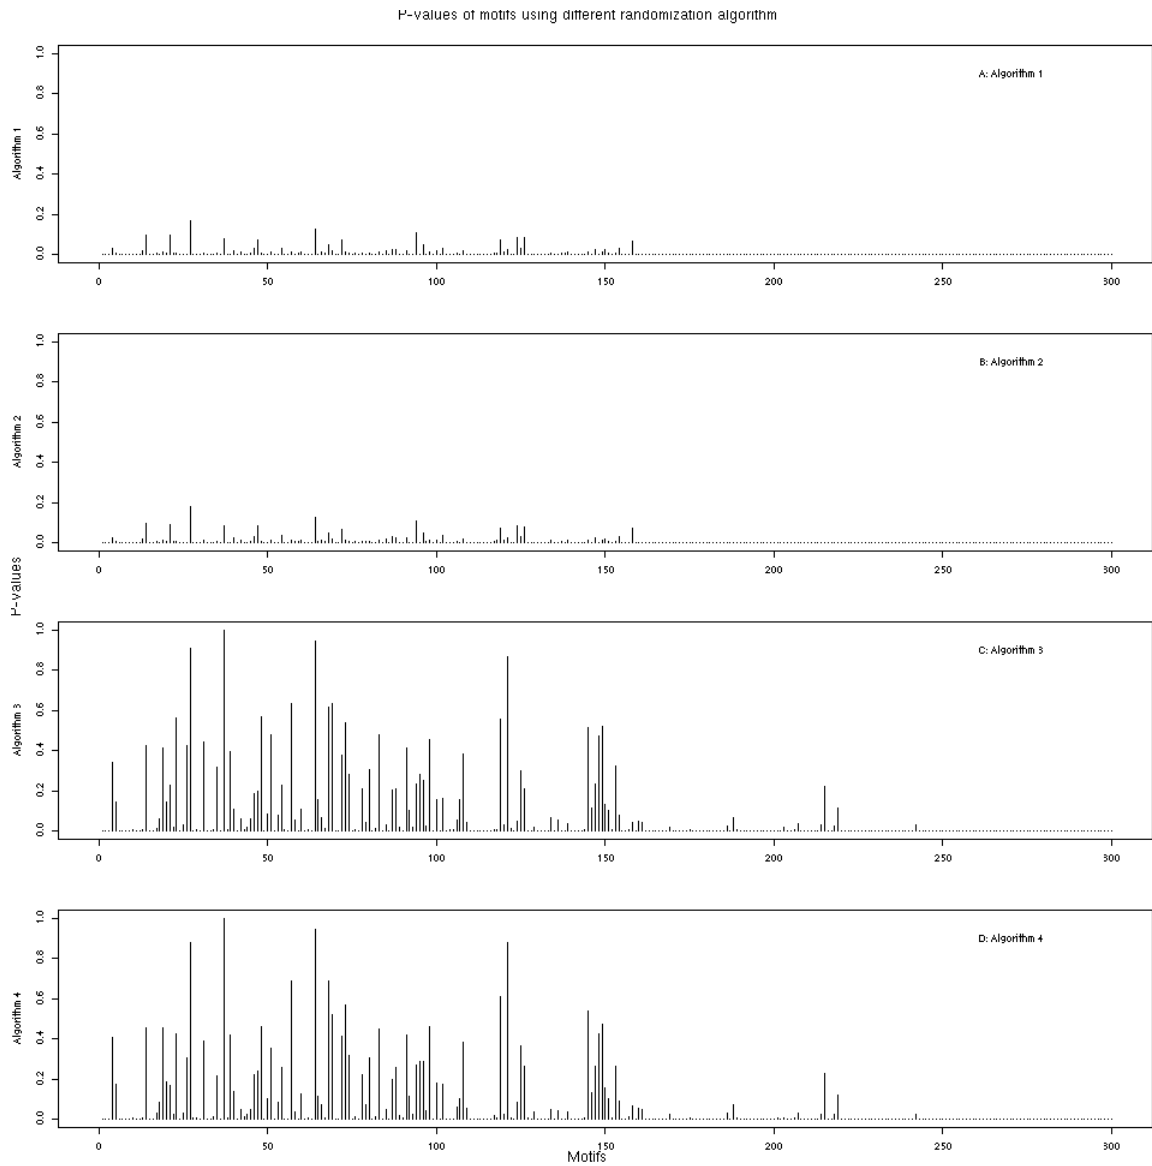 P-values of motifs using different randomization algorithm
1.0
0.8
0.6
0.4
0.2
0.0
Algorithm 1
A: Algorithm 1
0 50 100 150 200 250 300
1.0
0.8
0.6
0.4
0.2
0.0
Algorithm 2
B: Algorithm 2
0 50 100 150 200 250 300
P-values
1.0
0.8
0.6
0.4
0.2
0.0
Algorithm 3
C: Algorithm 3
0 50 100 150 200 250 300
1.0
0.8
0.6
0.4
0.2
0.0
Algorithm 4
D: Algorithm 4
0 50 100 150 200 250 300
Motifs